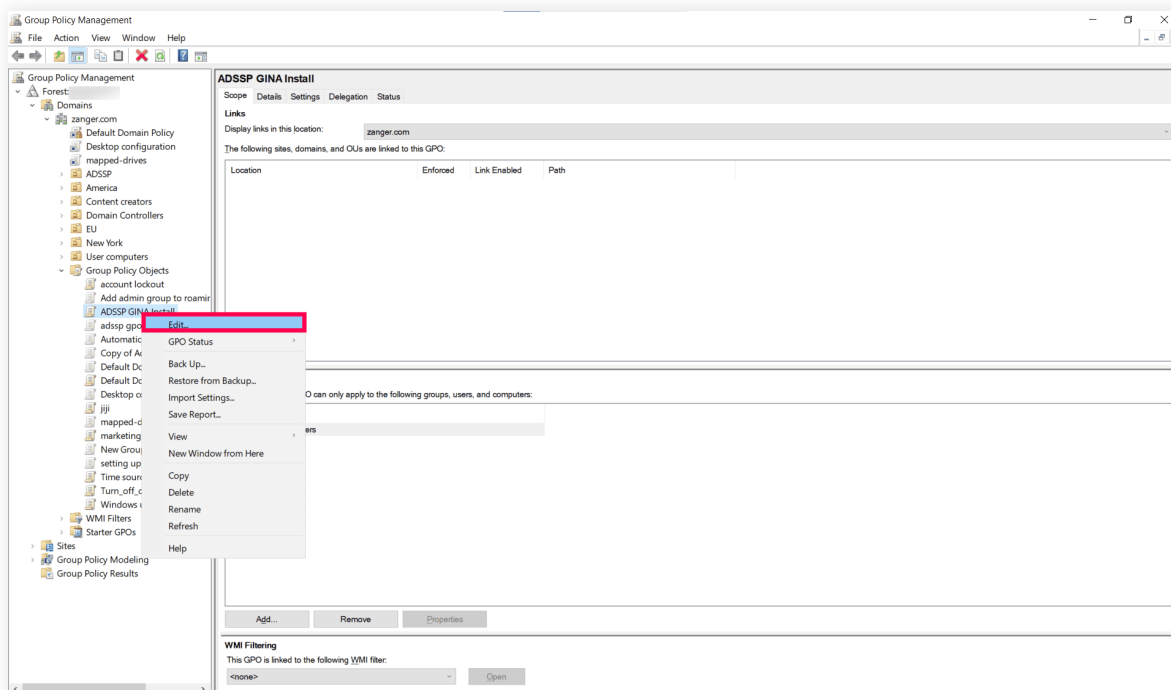 Group Policy Management
File Action View Window Help
Group Policy Management
Forest:
Domains
zanger.com
Default Domain Policy
Desktop configuration
mapped-drives
ADSSP
America
Content creators
Domain Controllers
EU
New York
User computers
Group Policy Objects
account lockout
Add admin group to roamin
ADSSP GINA Install
adssp gpo
Automatic
Copy of Ad
Default Do
Default Do
Desktop co
jiji
mapped-d
marketing
New Group
setting up
Time sourc
Turn_off_c
Windows u
WMI Filters
Starter GPOs
Sites
Group Policy Modeling
Group Policy Results
Edit...
GPO Status
Back Up...
Restore from Backup...
Import Settings...
Save Report...
View
New Window from Here
Copy
Delete
Rename
Refresh
Help
ADSSP GINA Install
Scope Details Settings Delegation Status
Links
Display links in this location: zanger.com
The following sites, domains, and OUs are linked to this GPO:
Location Enforced Link Enabled Path
O can only apply to the following groups, users, and computers:
ers
Add... Remove Properties
WMI Filtering
This GPO is linked to the following WMI filter:
<none> Open